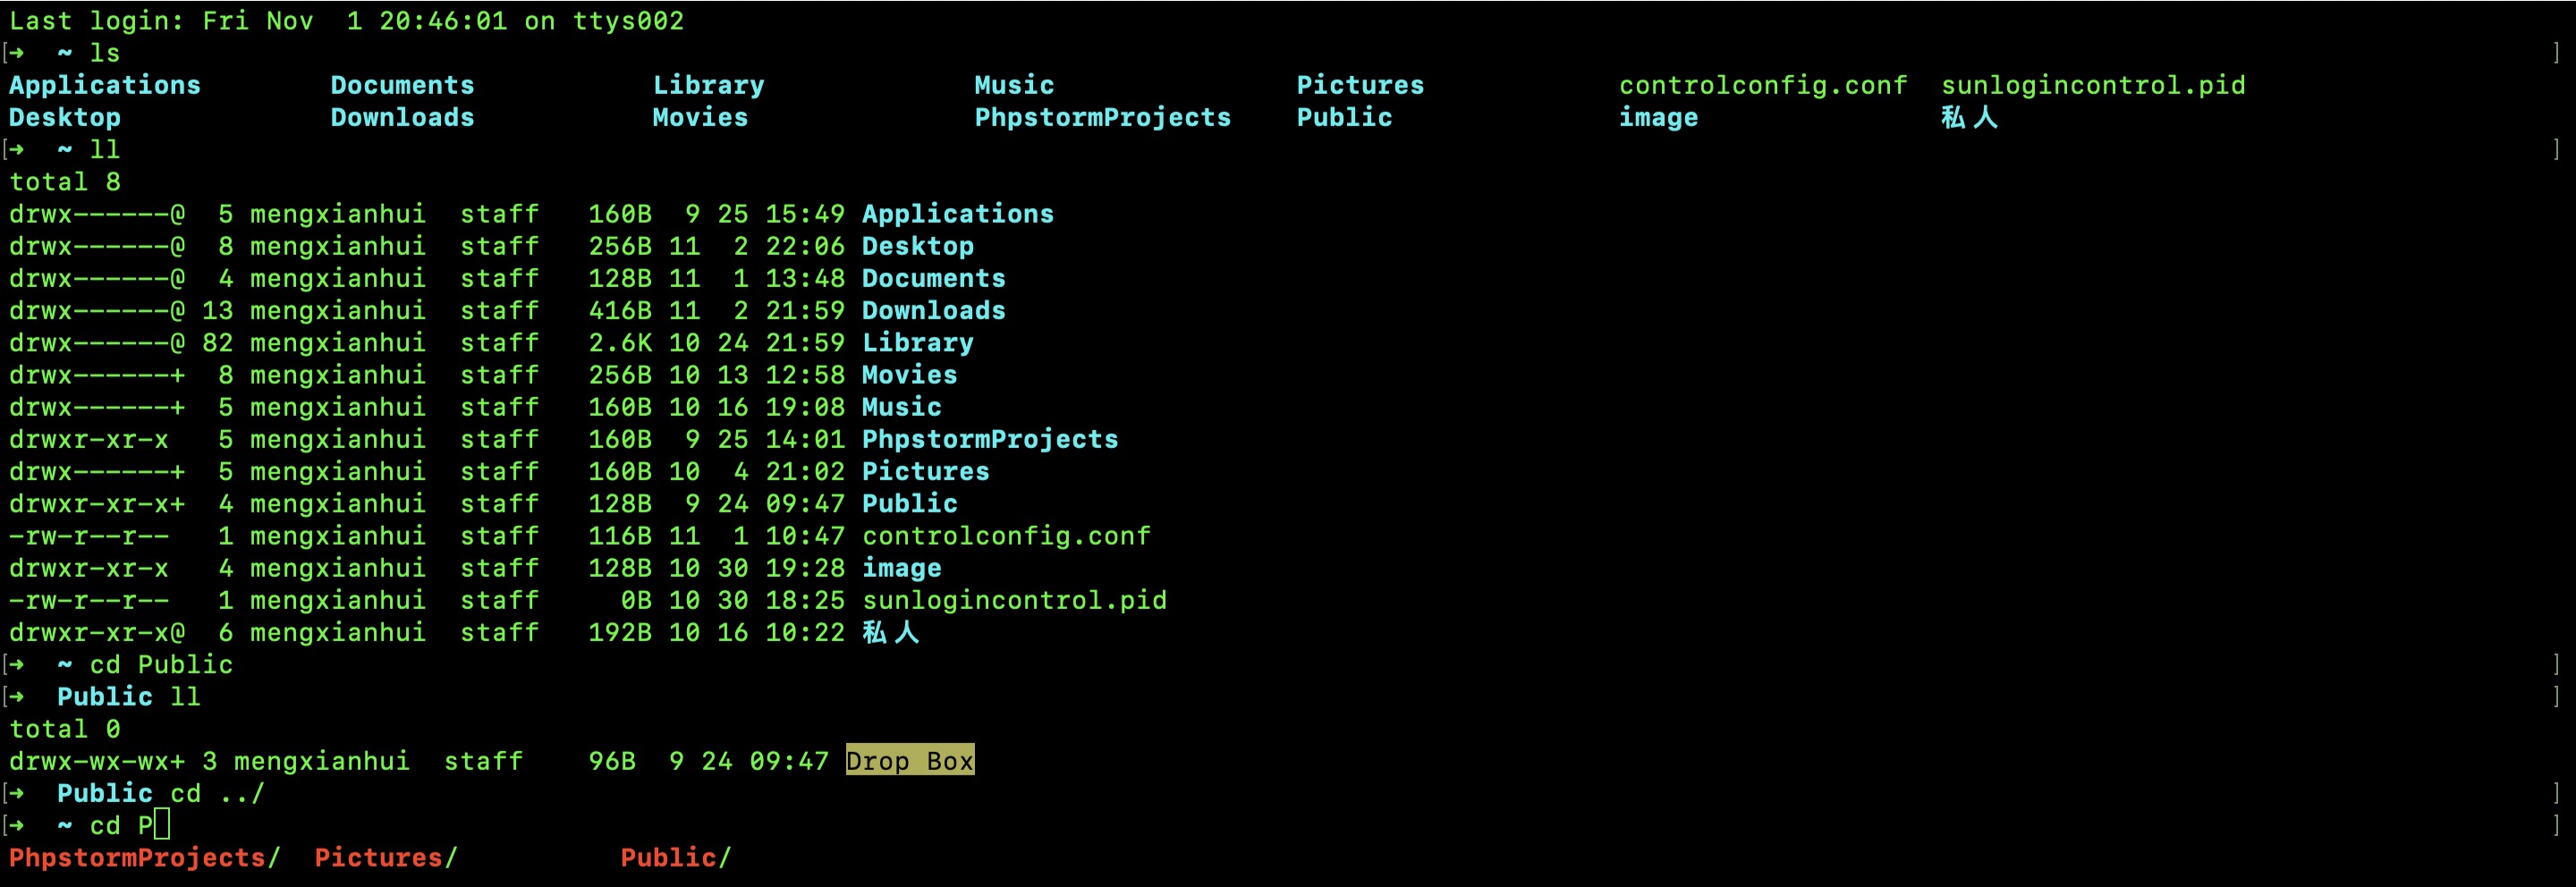 Last login: Fri Nov  1 20:46:01 on ttys002
[➜  ~ ls ]
Applications        Documents           Library             Music               Pictures            controlconfig.conf  sunlogincontrol.pid
Desktop             Downloads           Movies              PhpstormProjects    Public              image               私人
[➜  ~ ll ]
total 8
drwx------@  5 mengxianhui  staff   160B  9 25 15:49 Applications
drwx------@  8 mengxianhui  staff   256B 11  2 22:06 Desktop
drwx------@  4 mengxianhui  staff   128B 11  1 13:48 Documents
drwx------@ 13 mengxianhui  staff   416B 11  2 21:59 Downloads
drwx------@ 82 mengxianhui  staff   2.6K 10 24 21:59 Library
drwx------+  8 mengxianhui  staff   256B 10 13 12:58 Movies
drwx------+  5 mengxianhui  staff   160B 10 16 19:08 Music
drwxr-xr-x   5 mengxianhui  staff   160B  9 25 14:01 PhpstormProjects
drwx------+  5 mengxianhui  staff   160B 10  4 21:02 Pictures
drwxr-xr-x+  4 mengxianhui  staff   128B  9 24 09:47 Public
-rw-r--r--   1 mengxianhui  staff   116B 11  1 10:47 controlconfig.conf
drwxr-xr-x   4 mengxianhui  staff   128B 10 30 19:28 image
-rw-r--r--   1 mengxianhui  staff     0B 10 30 18:25 sunlogincontrol.pid
drwxr-xr-x@  6 mengxianhui  staff   192B 10 16 10:22 私人
[➜  ~ cd Public ]
[➜  Public ll ]
total 0
drwx-wx-wx+ 3 mengxianhui  staff    96B  9 24 09:47 Drop Box
[➜  Public cd ../ ]
[➜  ~ cd P ]
PhpstormProjects/  Pictures/          Public/